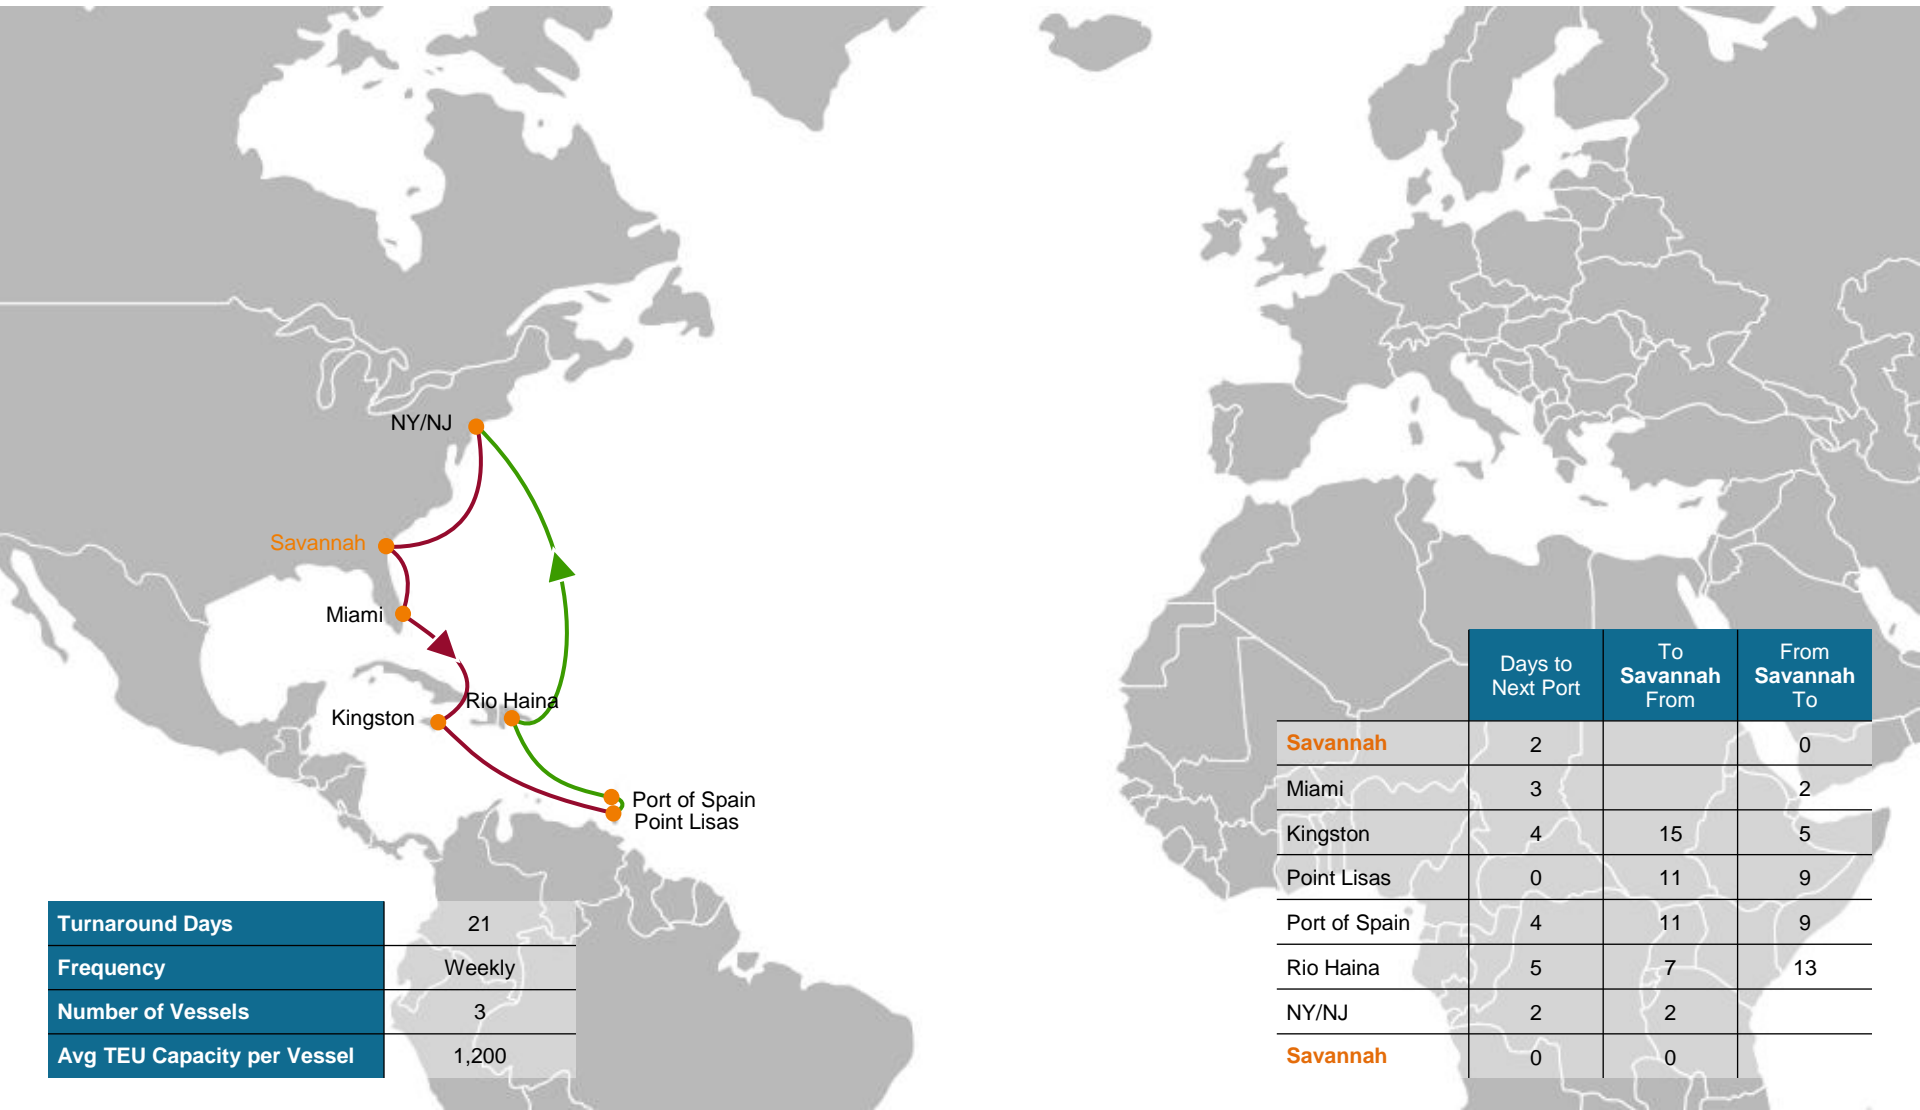 NY/NJ
Savannah
Miami
Rio Haina
Kingston
Port of Spain
Point Lisas
Turnaround Days 21
Frequency Weekly
Number of Vessels 3
Avg TEU Capacity per Vessel 1,200
Days to Next Port To Savannah From From Savannah To
Savannah 2 0
Miami 3 2
Kingston 4 15 5
Point Lisas 0 11 9
Port of Spain 4 11 9
Rio Haina 5 7 13
NY/NJ 2 2
Savannah 0 0